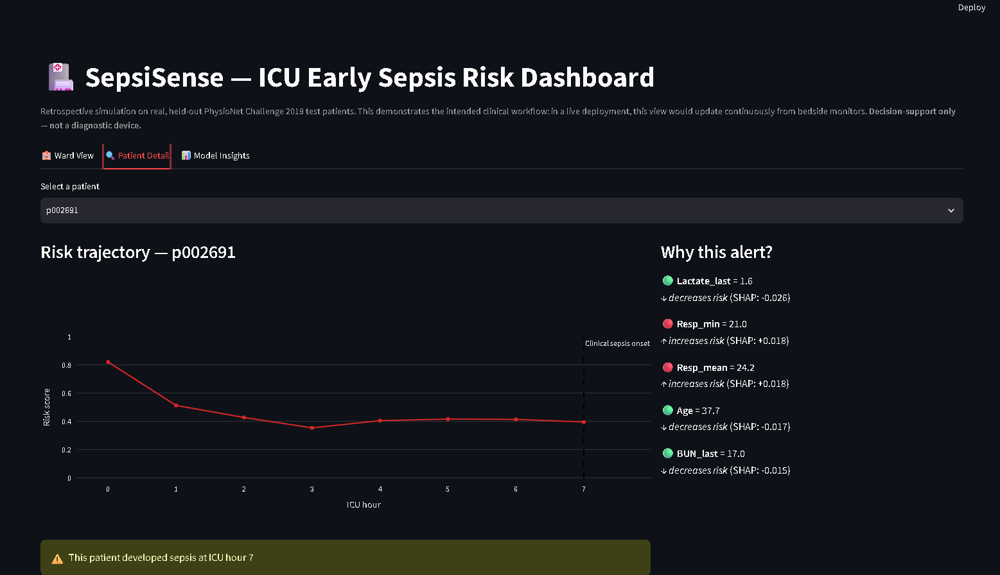 Deploy
SepsiSense — ICU Early Sepsis Risk Dashboard
Retrospective simulation on real, held-out PhysioNet Challenge 2019 test patients. This demonstrates the intended clinical workflow: in a live deployment, this view would update continuously from bedside monitors. Decision-support only
— not a diagnostic device.
Ward View
Patient Detail
Model Insights
Select a patient
p002691
Risk trajectory — p002691
1
0.8
0.6
0.4
0.2
0
Risk score
Clinical sepsis onset
0 1 2 3 4 5 6 7
ICU hour
This patient developed sepsis at ICU hour 7
Why this alert?
Lactate_last = 1.6
↓ decreases risk (SHAP: -0.026)
Resp_min = 21.0
↑ increases risk (SHAP: +0.018)
Resp_mean = 24.2
↑ increases risk (SHAP: +0.018)
Age = 37.7
↓ decreases risk (SHAP: -0.017)
BUN_last = 17.0
↓ decreases risk (SHAP: -0.015)